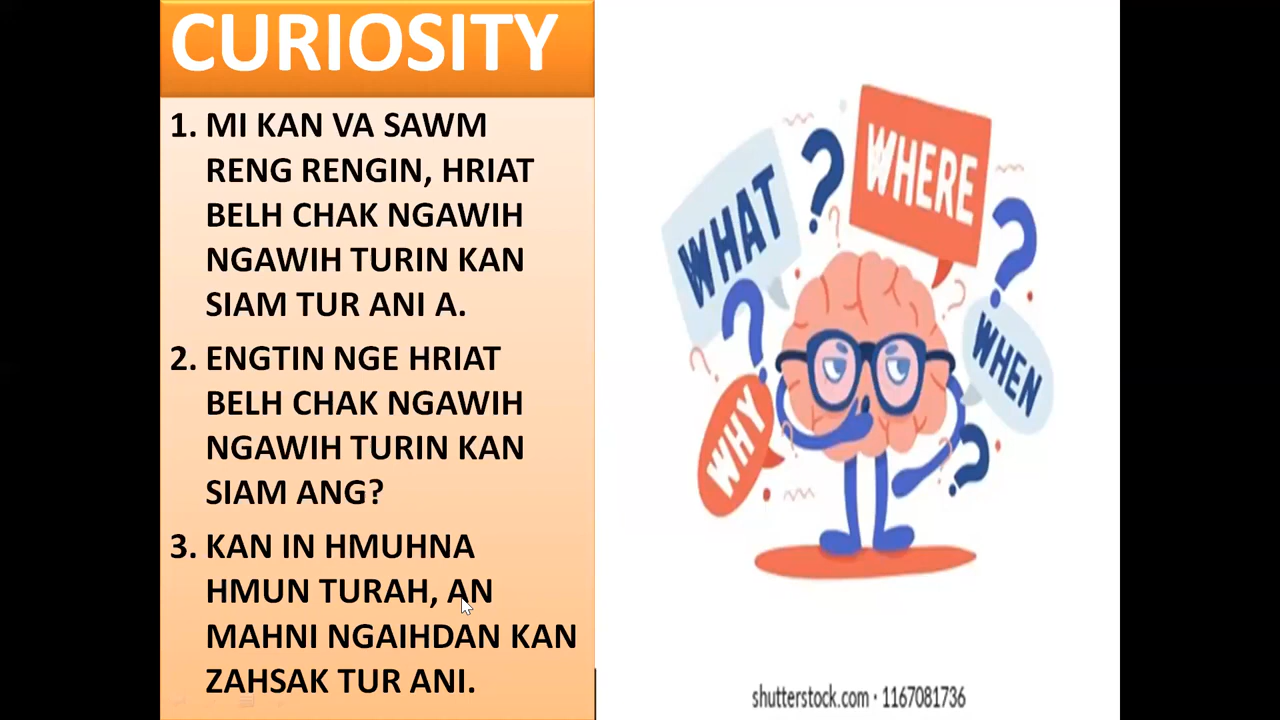 CURIOSITY
1. MI KAN VA SAWM
RENG RENGIN, HRIAT
BELH CHAK NGAWIH
NGAWIH TURIN KAN
SIAM TUR ANI A.
2. ENGTIN NGE HRIAT
BELH CHAK NGAWIH
NGAWIH TURIN KAN
SIAM ANG?
3. KAN IN HMUHNA
HMUN TURAH, AN
MAHNI NGAIHDAN KAN
ZAHSAK TUR ANI.
WHAT
WHERE
WHEN
WHY
shutterstock.com · 1167081736